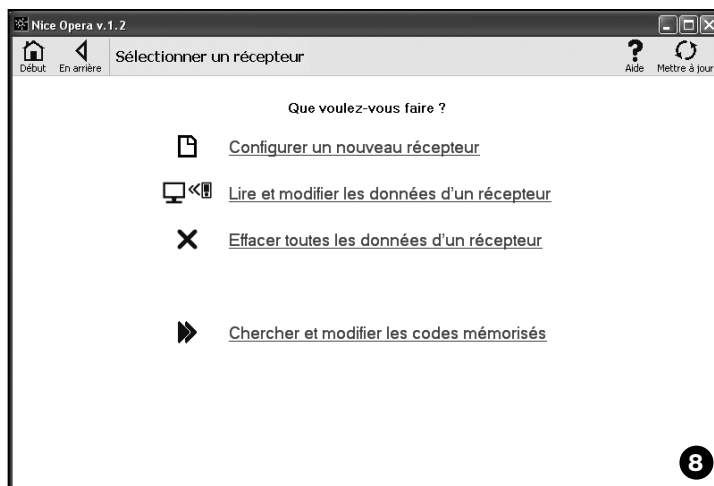 Nice Opera v.1.2
Début
En arrière
Sélectionner un récepteur
Aide
Mettre à jour
Que voulez-vous faire ?
Configurer un nouveau récepteur
Lire et modifier les données d'un récepteur
Effacer toutes les données d'un récepteur
Chercher et modifier les codes mémorisés
8